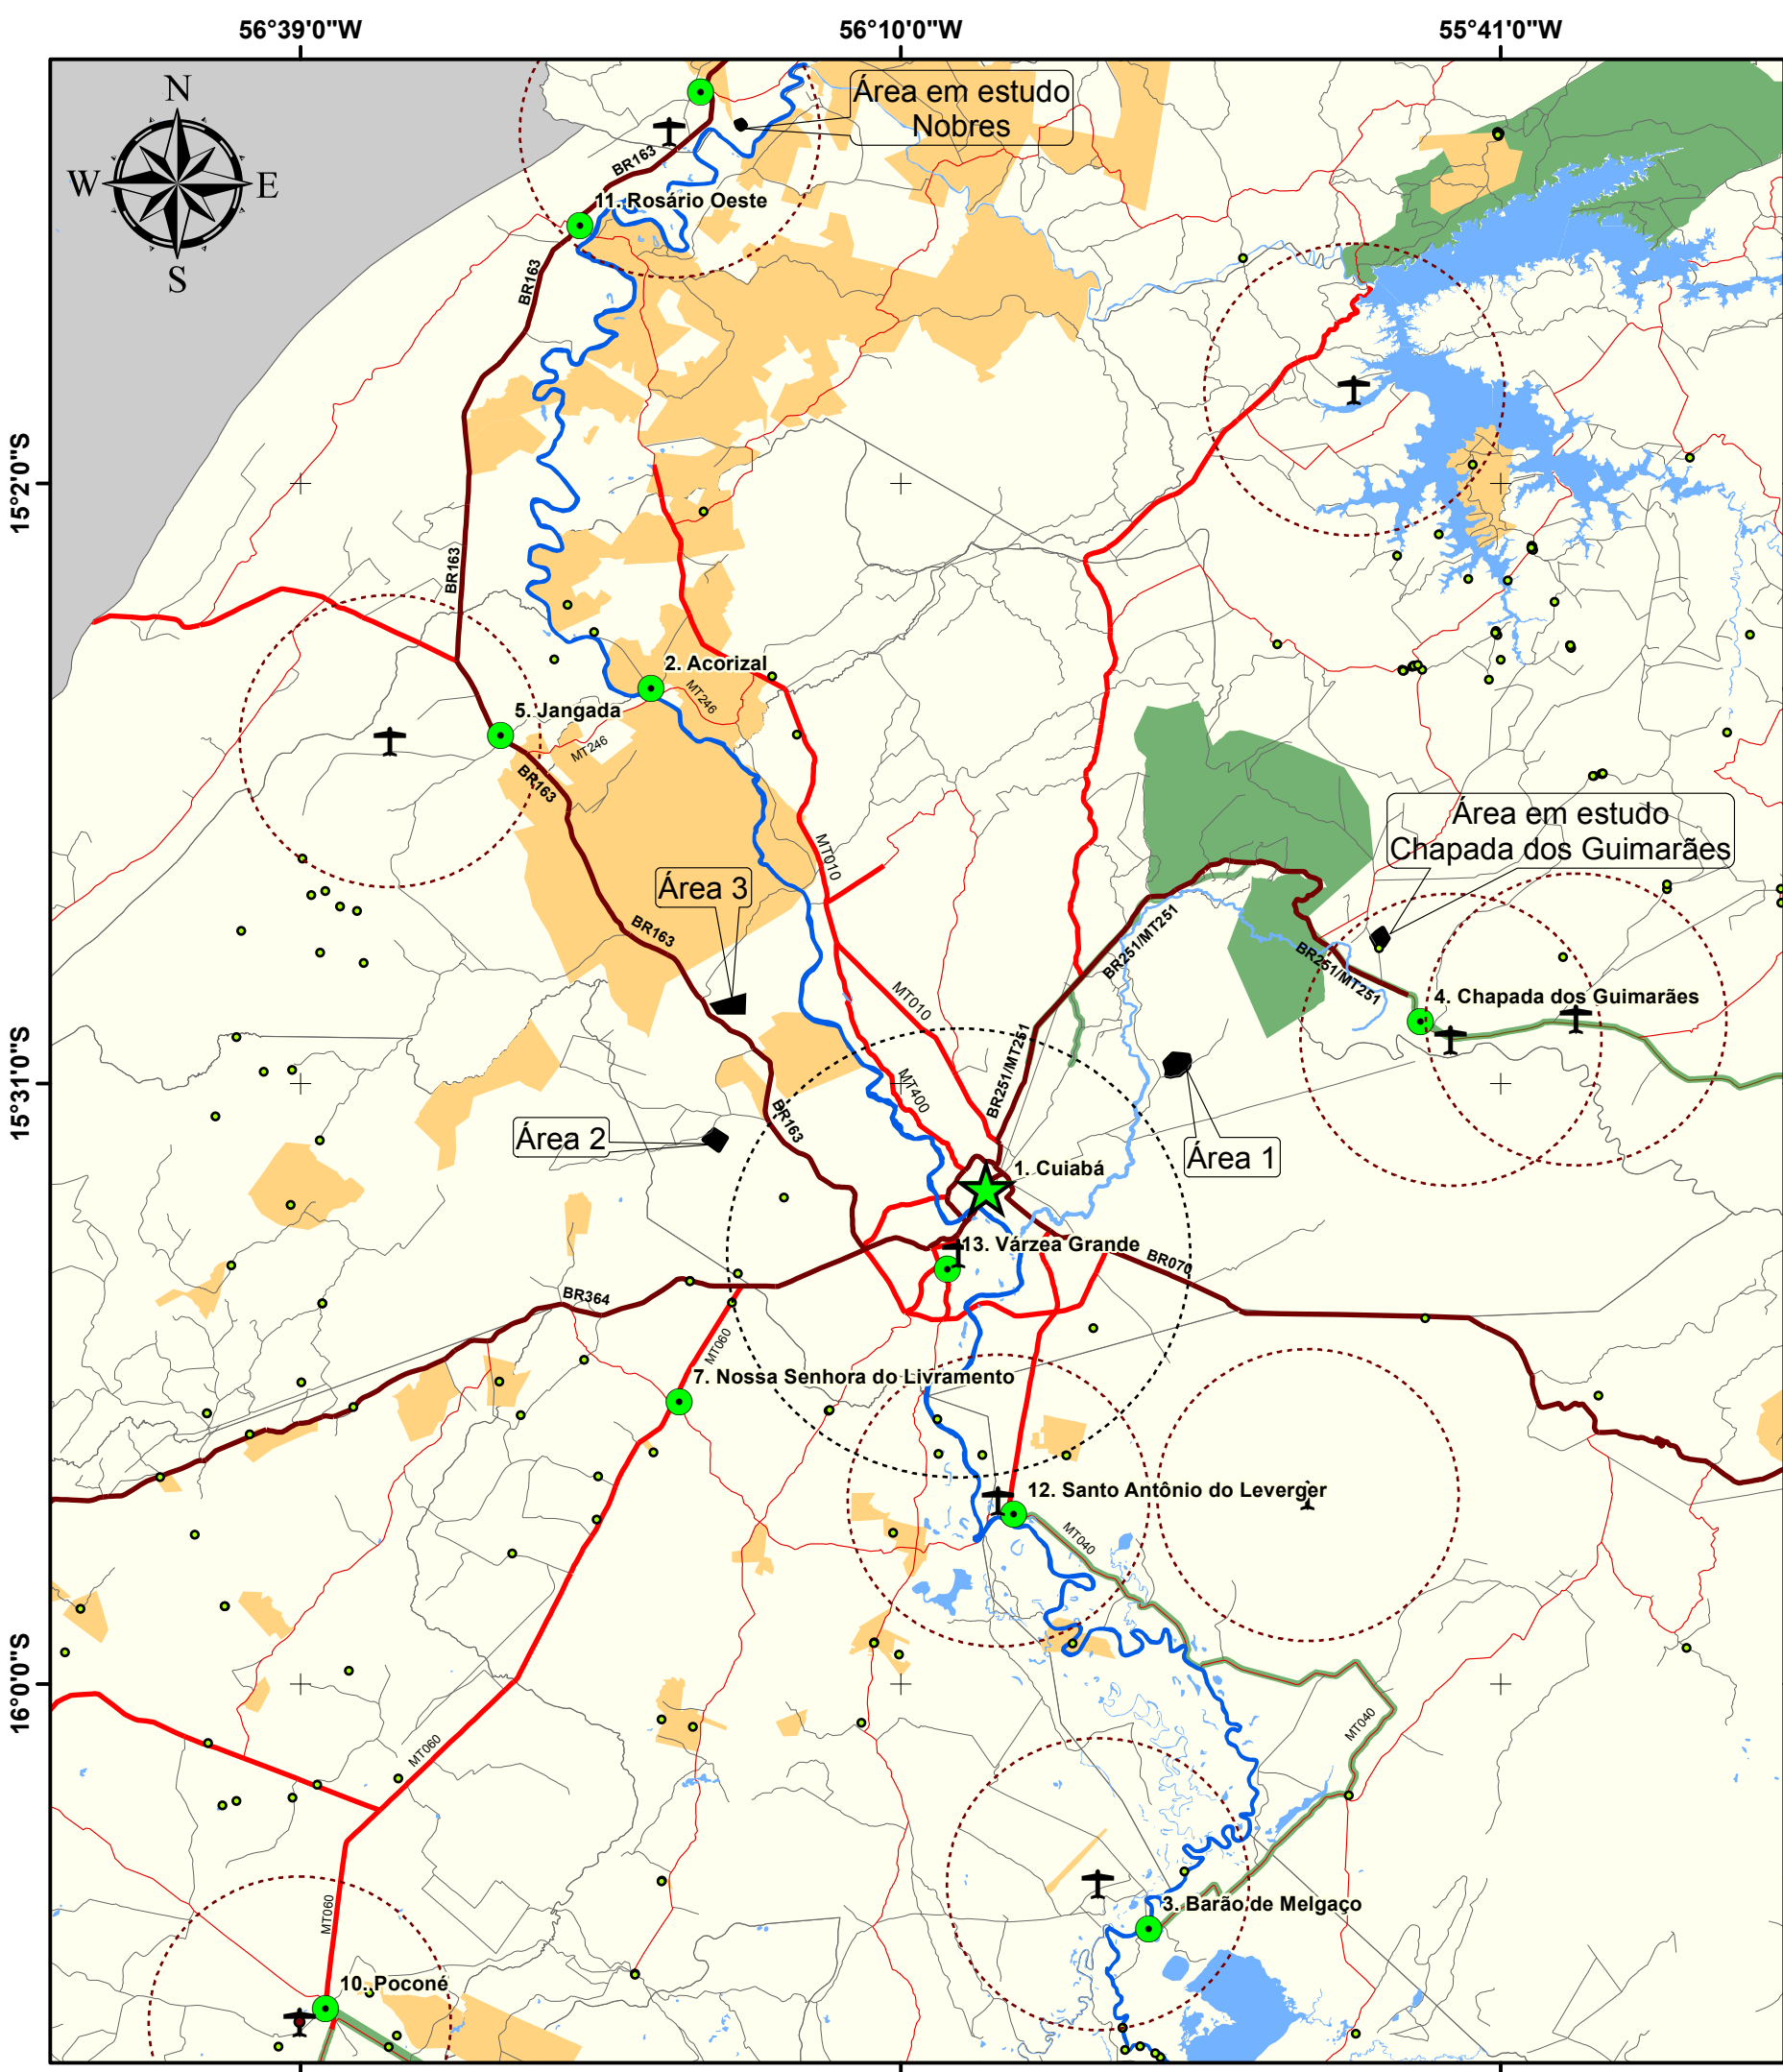 56°39'0"W
56°10'0"W
55°41'0"W
N
W
E
S
Área em estudo
Nobres
BR163
11. Rosário Oeste
BR163
15°2'0"S
BR163
2. Acorizal
MT246
5. Jangada
MT246
BR163
Área em estudo
Chapada dos Guimarães
MT010
Área 3
BR163
BR251/MT251
BR251/MT251
4. Chapada dos Guimarães
MT010
15°31'0"S
BR251/MT251
MT400
BR163
Área 2
Área 1
1. Cuiabá
13. Várzea Grande
BR070
BR364
MT060
7. Nossa Senhora do Livramento
12. Santo Antônio do Leverger
MT040
16°0'0"S
MT040
MT060
3. Barão de Melgaço
MT060
10. Poconé